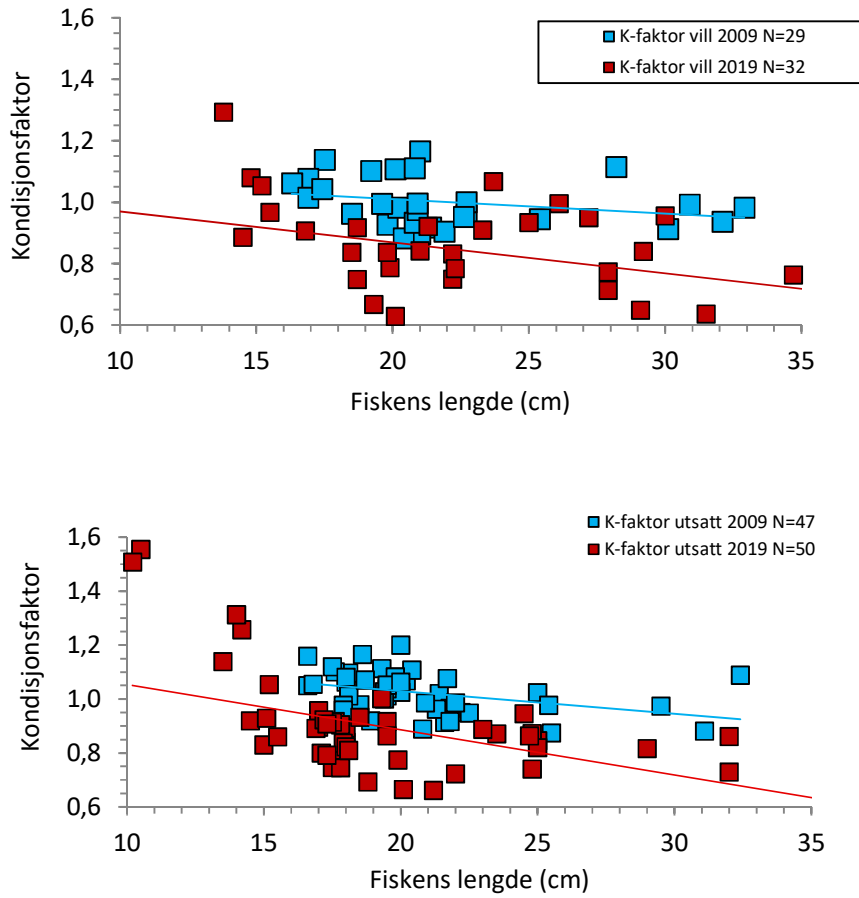 Kondisjonsfaktor
1,6
1,4
1,2
1,0
0,8
0,6
K-faktor vill 2009 N=29
K-faktor vill 2019 N=32
10 15 20 25 30 35
Fiskens lengde (cm)
Kondisjonsfaktor
1,6
1,4
1,2
1,0
0,8
0,6
K-faktor utsatt 2009 N=47
K-faktor utsatt 2019 N=50
10 15 20 25 30 35
Fiskens lengde (cm)